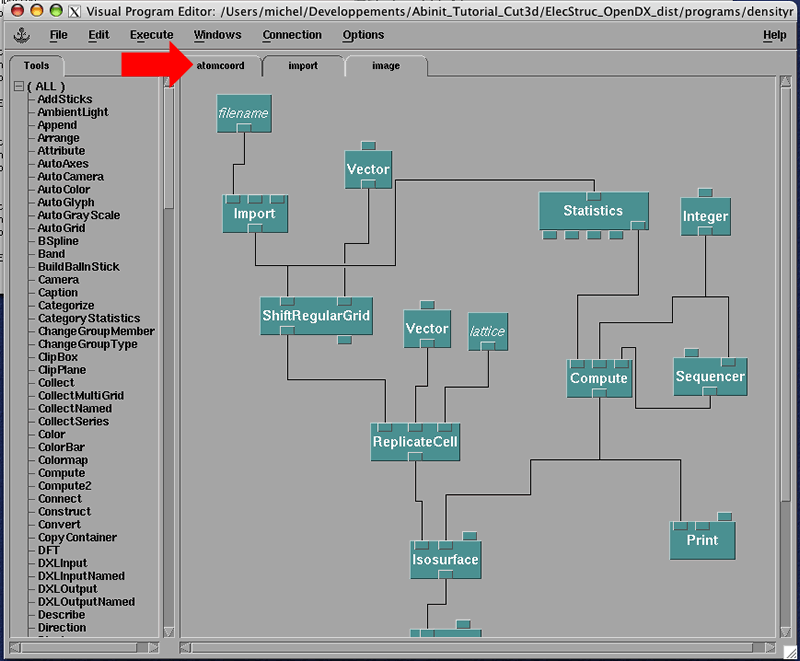 Visual Program Editor: /Users/michel/Developpements/Abinit_Tutorial_Cut3d/ElecStruc_OpenDX_dist/programs/densityr
File Edit Execute Windows Connection Options Help
Tools
atomcoord import image
( ALL )
AddSticks
AmbientLight
Append
Arrange
Attribute
AutoAxes
AutoCamera
AutoColor
AutoGlyph
AutoGrayScale
AutoGrid
BSpline
Band
BuildBallnStick
Camera
Caption
Categorize
CategoryStatistics
ChangeGroupMember
ChangeGroupType
ClipBox
ClipPlane
Collect
CollectMultiGrid
CollectNamed
CollectSeries
Color
ColorBar
Colormap
Compute
Compute2
Connect
Construct
Convert
CopyContainer
DFT
DXLInput
DXLInputNamed
DXLOutput
DXLOutputNamed
Describe
Direction
filename
Vector
Import
Statistics
Integer
ShiftRegularGrid
Vector
lattice
Compute
Sequencer
ReplicateCell
Print
Isosurface